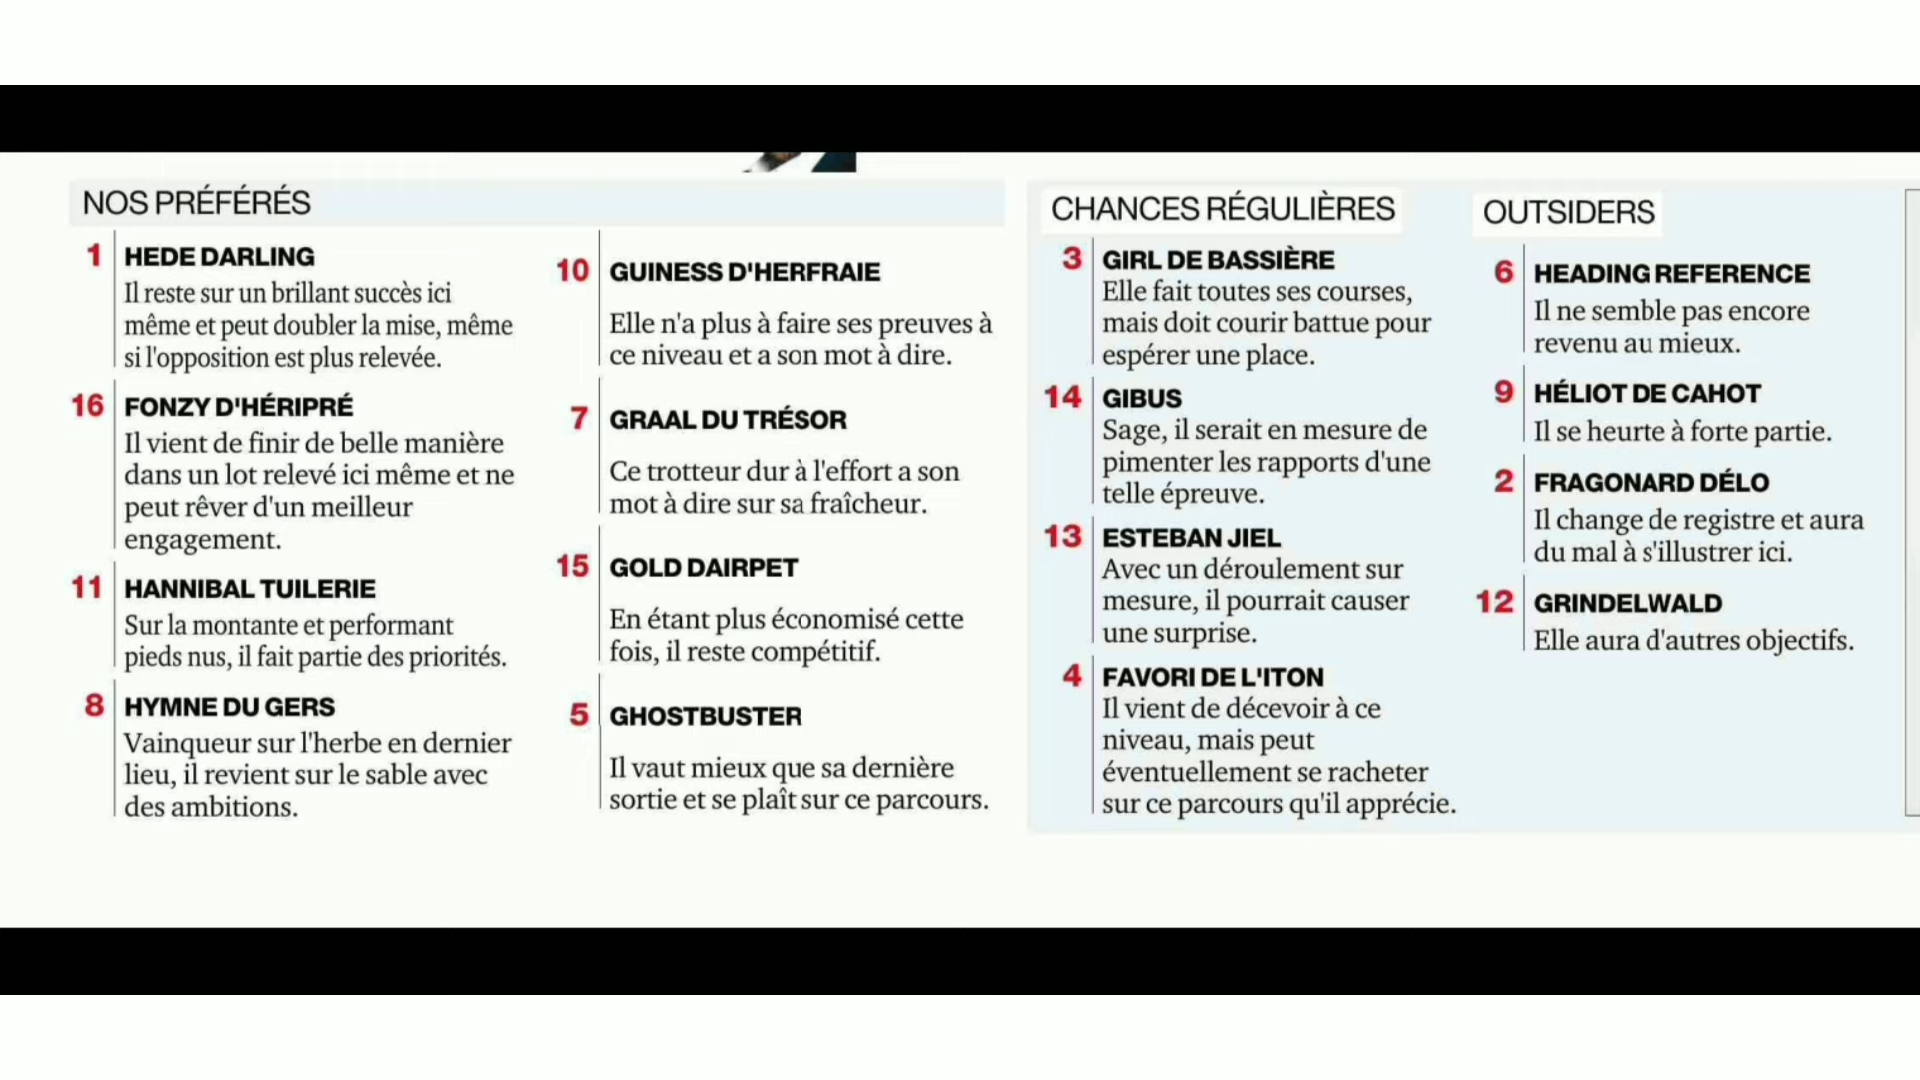 NOS PRÉFÉRÉS
1 HEDE DARLING
Il reste sur un brillant succès ici
même et peut doubler la mise, même
si l'opposition est plus relevée.
16 FONZY D'HÉRIPRÉ
Il vient de finir de belle manière
dans un lot relevé ici même et ne
peut rêver d'un meilleur
engagement.
11 HANNIBAL TUILERIE
Sur la montante et performant
pieds nus, il fait partie des priorités.
8 HYMNE DU GERS
Vainqueur sur l'herbe en dernier
lieu, il revient sur le sable avec
des ambitions.
10 GUINESS D'HERFRAIE
Elle n'a plus à faire ses preuves à
ce niveau et a son mot à dire.
7 GRAAL DU TRÉSOR
Ce trotteur dur à l'effort a son
mot à dire sur sa fraîcheur.
15 GOLD DAIRPET
En étant plus économisé cette
fois, il reste compétitif.
5 GHOSTBUSTER
Il vaut mieux que sa dernière
sortie et se plaît sur ce parcours.
CHANCES RÉGULIÈRES
3 GIRL DE BASSIÈRE
Elle fait toutes ses courses,
mais doit courir battue pour
espérer une place.
14 GIBUS
Sage, il serait en mesure de
pimenter les rapports d'une
telle épreuve.
13 ESTEBAN JIEL
Avec un déroulement sur
mesure, il pourrait causer
une surprise.
4 FAVORI DE L'ITON
Il vient de décevoir à ce
niveau, mais peut
éventuellement se racheter
sur ce parcours qu'il apprécie.
OUTSIDERS
6 HEADING REFERENCE
Il ne semble pas encore
revenu au mieux.
9 HÉLIOT DE CAHOT
Il se heurte à forte partie.
2 FRAGONARD DÉLO
Il change de registre et aura
du mal à s'illustrer ici.
12 GRINDELWALD
Elle aura d'autres objectifs.